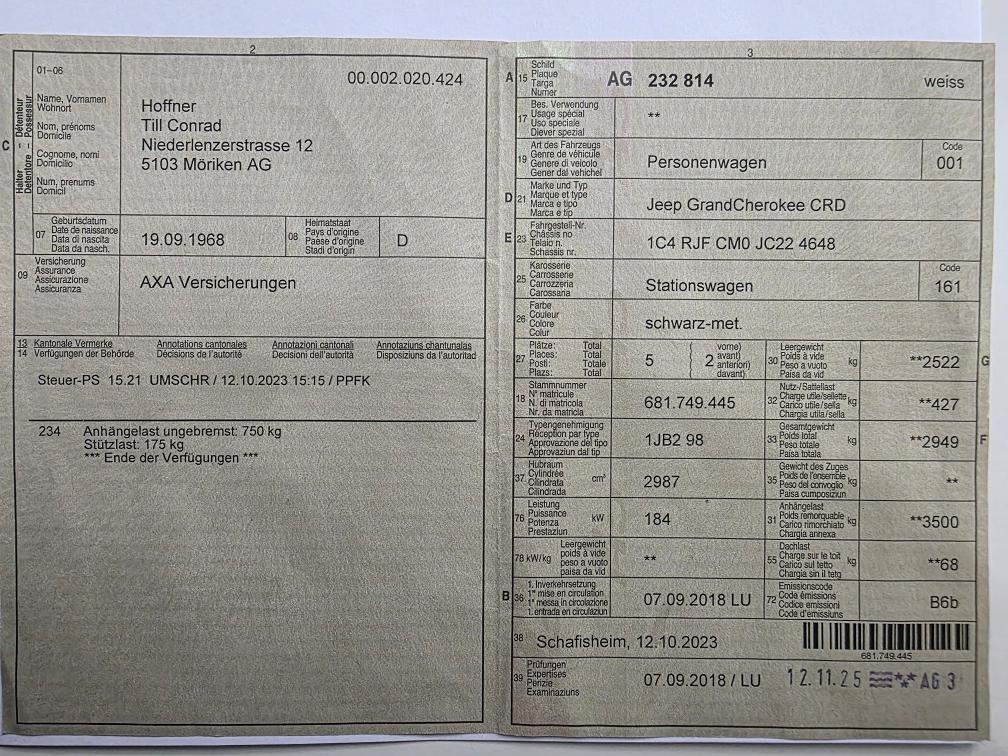 2
01-06
00.002.020.424
C
Halter – Détenteur
Detentore – Possessur
Name, Vornamen
Wohnort
Nom, prénoms
Domicile
Cognome, nomi
Domicilio
Num, prenums
Domicil
Hoffner
Till Conrad
Niederlenzerstrasse 12
5103 Möriken AG
07
Geburtsdatum
Date de naissance
Data di nascita
Data da nasch.
19.09.1968
08
Heimatstaat
Pays d'origine
Paese d'origine
Stadi d'origin
D
09
Versicherung
Assurance
Assicurazione
Assicuranza
AXA Versicherungen
13 Kantonale Vermerke Annotations cantonales Annotazioni cantonali Annotaziuns chantunalas
14 Verfügungen der Behörde Décisions de l'autorité Decisioni dell'autorità Disposiziuns da l'autoritad
Steuer-PS 15.21 UMSCHR / 12.10.2023 15:15 / PPFK
234 Anhängelast ungebremst: 750 kg
Stützlast: 175 kg
*** Ende der Verfügungen ***
3
A 15
Schild
Plaque
Targa
Numer
AG 232 814 weiss
17
Bes. Verwendung
Usage spécial
Uso speciale
Diever spezial
**
19
Art des Fahrzeugs
Genre de véhicule
Genere di veicolo
Gener dal vehichel
Personenwagen
Code
001
D 21
Marke und Typ
Marque et type
Marca e tipo
Marca e tip
Jeep GrandCherokee CRD
E 23
Fahrgestell-Nr.
Châssis no
Telaio n.
Schassis nr.
1C4 RJF CM0 JC22 4648
25
Karosserie
Carrosserie
Carrozzeria
Carossaria
Stationswagen
Code
161
26
Farbe
Couleur
Colore
Colur
schwarz-met.
27
Plätze: Total
Places: Total
Posti: Totale
Plazs: Total
5
2
vorne)
avant)
anteriori)
davant)
30
Leergewicht
Poids à vide
Peso a vuoto
Paisa da vid
kg
**2522
G
18
Stammnummer
N° matricule
N. di matricola
Nr. da matricla
681.749.445
32
Nutz-/Sattellast
Charge utile/sellette
Carico utile/sella
Chargia utila/sella
kg
**427
24
Typengenehmigung
Réception par type
Approvazione del tipo
Approvaziun dal tip
1JB2 98
33
Gesamtgewicht
Poids total
Peso totale
Paisa totala
kg
**2949
F
37
Hubraum
Cylindrée
Cilindrata
Cilindrada
cm³
2987
35
Gewicht des Zuges
Poids de l'ensemble
Peso del convoglio
Paisa cumposiziun
kg
**
76
Leistung
Puissance
Potenza
Prestaziun
kW
184
31
Anhängelast
Poids remorquable
Carico rimorchiato
Chargia annexa
kg
**3500
78 kW/kg
Leergewicht
poids à vide
peso a vuoto
paisa da vid
**
55
Dachlast
Charge sur le toit
Carico sul tetto
Chargia sin il tetg
kg
**68
B 36
1. Inverkehrsetzung
1re mise en circulation
1a messa in circolazione
1. entrada en circulaziun
07.09.2018 LU
72
Emissionscode
Code émissions
Codice emissioni
Code d'emissiuns
B6b
38
Schafisheim, 12.10.2023
681.749.445
39
Prüfungen
Expertises
Perizie
Examinaziuns
07.09.2018 / LU
12.11.25 ** AG 3